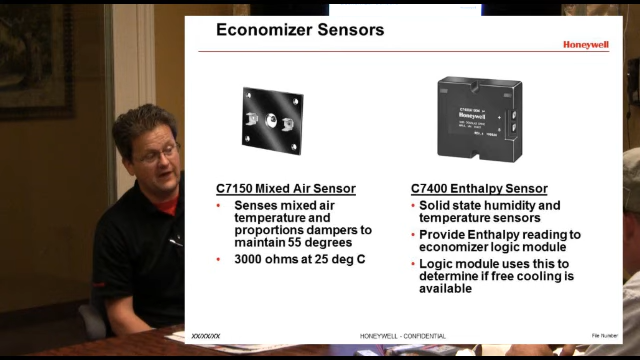 Economizer Sensors
Honeywell
Honeywell
C7150 Mixed Air Sensor
• Senses mixed air
temperature and
proportions dampers to
maintain 55 degrees
• 3000 ohms at 25 deg C
C7400 Enthalpy Sensor
• Solid state humidity and
temperature sensors
• Provide Enthalpy reading to
economizer logic module
• Logic module uses this to
determine if free cooling is
available
XX/XX/XX
HONEYWELL - CONFIDENTIAL
File Number